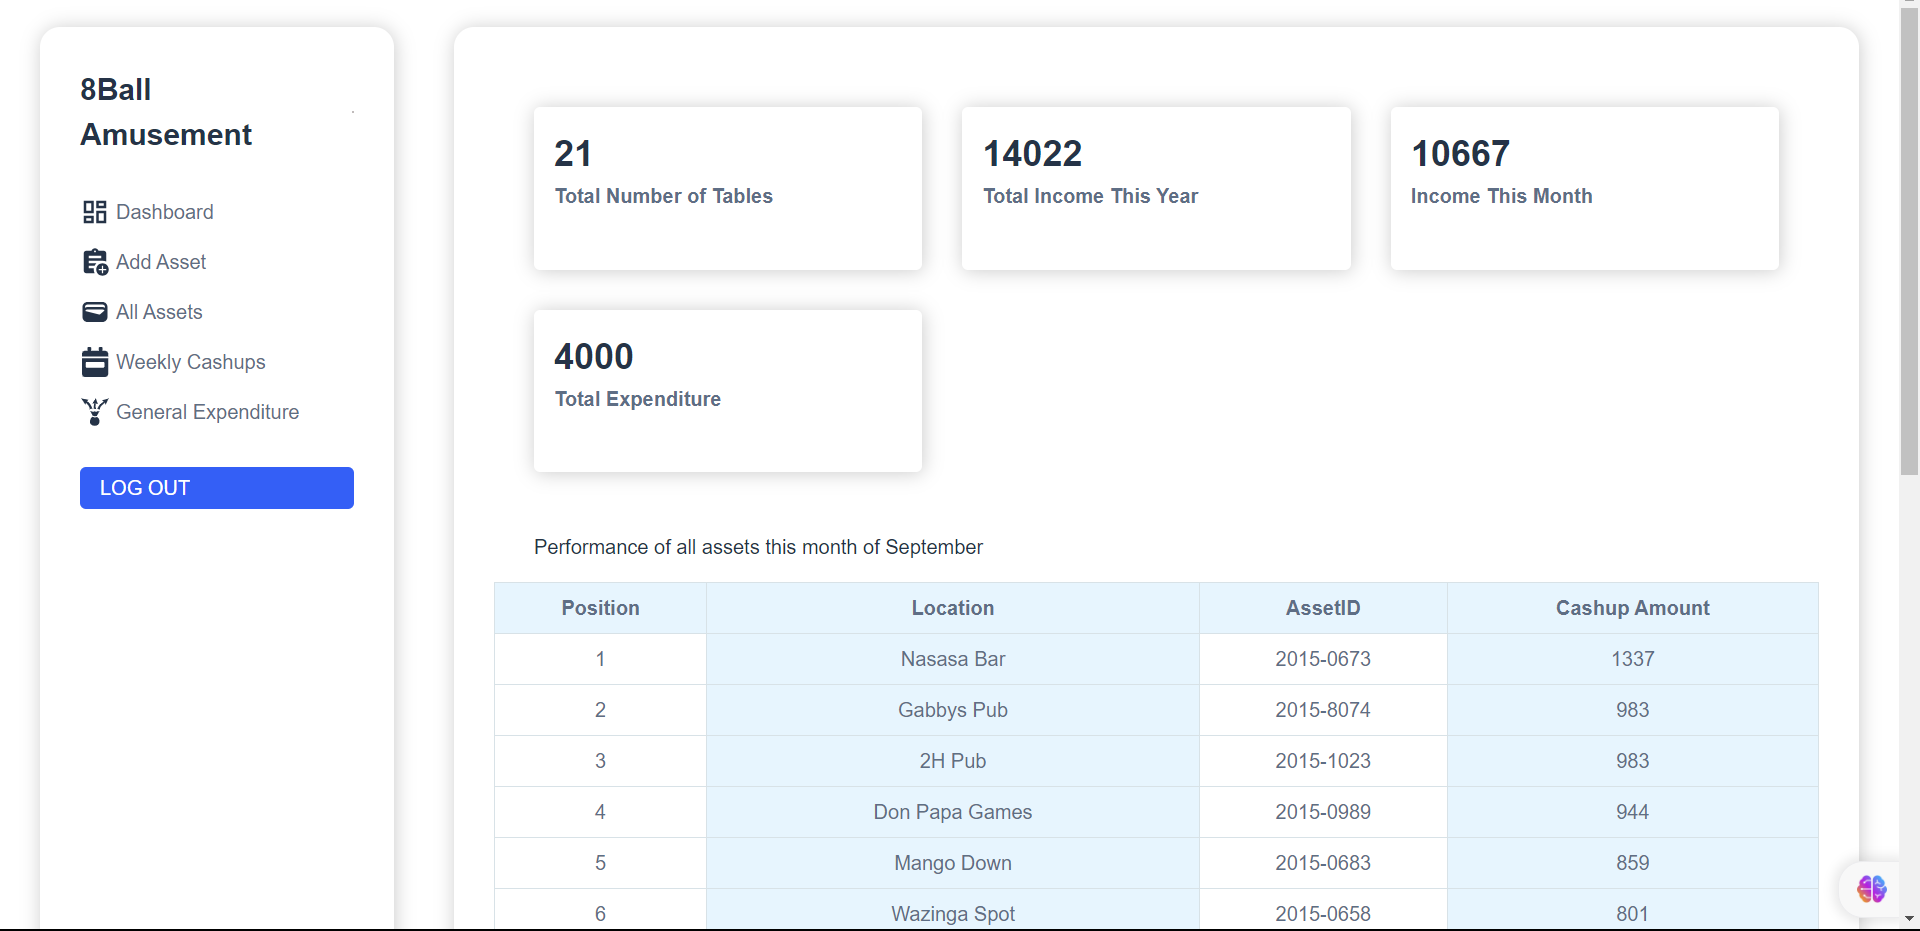 8Ball
Amusement
Dashboard
Add Asset
All Assets
Weekly Cashups
General Expenditure
LOG OUT
21
Total Number of Tables
14022
Total Income This Year
10667
Income This Month
4000
Total Expenditure
Performance of all assets this month of September
Position Location AssetID Cashup Amount
1 Nasasa Bar 2015-0673 1337
2 Gabbys Pub 2015-8074 983
3 2H Pub 2015-1023 983
4 Don Papa Games 2015-0989 944
5 Mango Down 2015-0683 859
6 Wazinga Spot 2015-0658 801